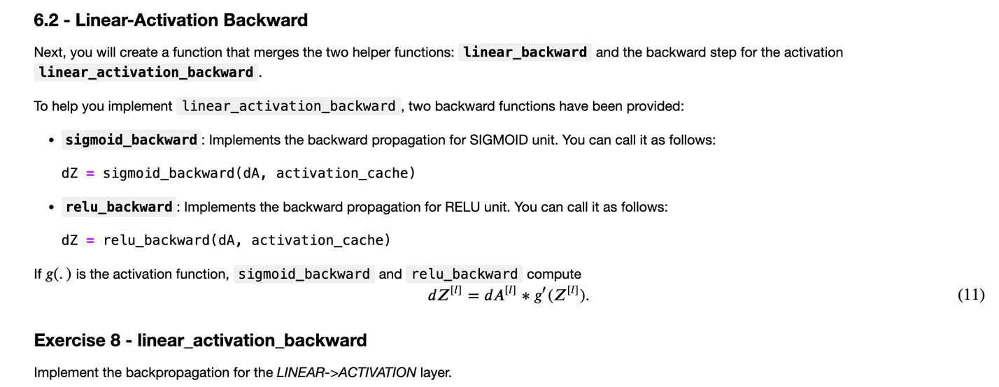 6.2 - Linear-Activation Backward
Next, you will create a function that merges the two helper functions: linear_backward and the backward step for the activation
linear_activation_backward .
To help you implement linear_activation_backward , two backward functions have been provided:
• sigmoid_backward : Implements the backward propagation for SIGMOID unit. You can call it as follows:
dZ = sigmoid_backward(dA, activation_cache)
• relu_backward : Implements the backward propagation for RELU unit. You can call it as follows:
dZ = relu_backward(dA, activation_cache)
If g(. ) is the activation function, sigmoid_backward and relu_backward compute
dZ^{[l]} = dA^{[l]} * g′(Z^{[l]}). (11)
Exercise 8 - linear_activation_backward
Implement the backpropagation for the LINEAR->ACTIVATION layer.